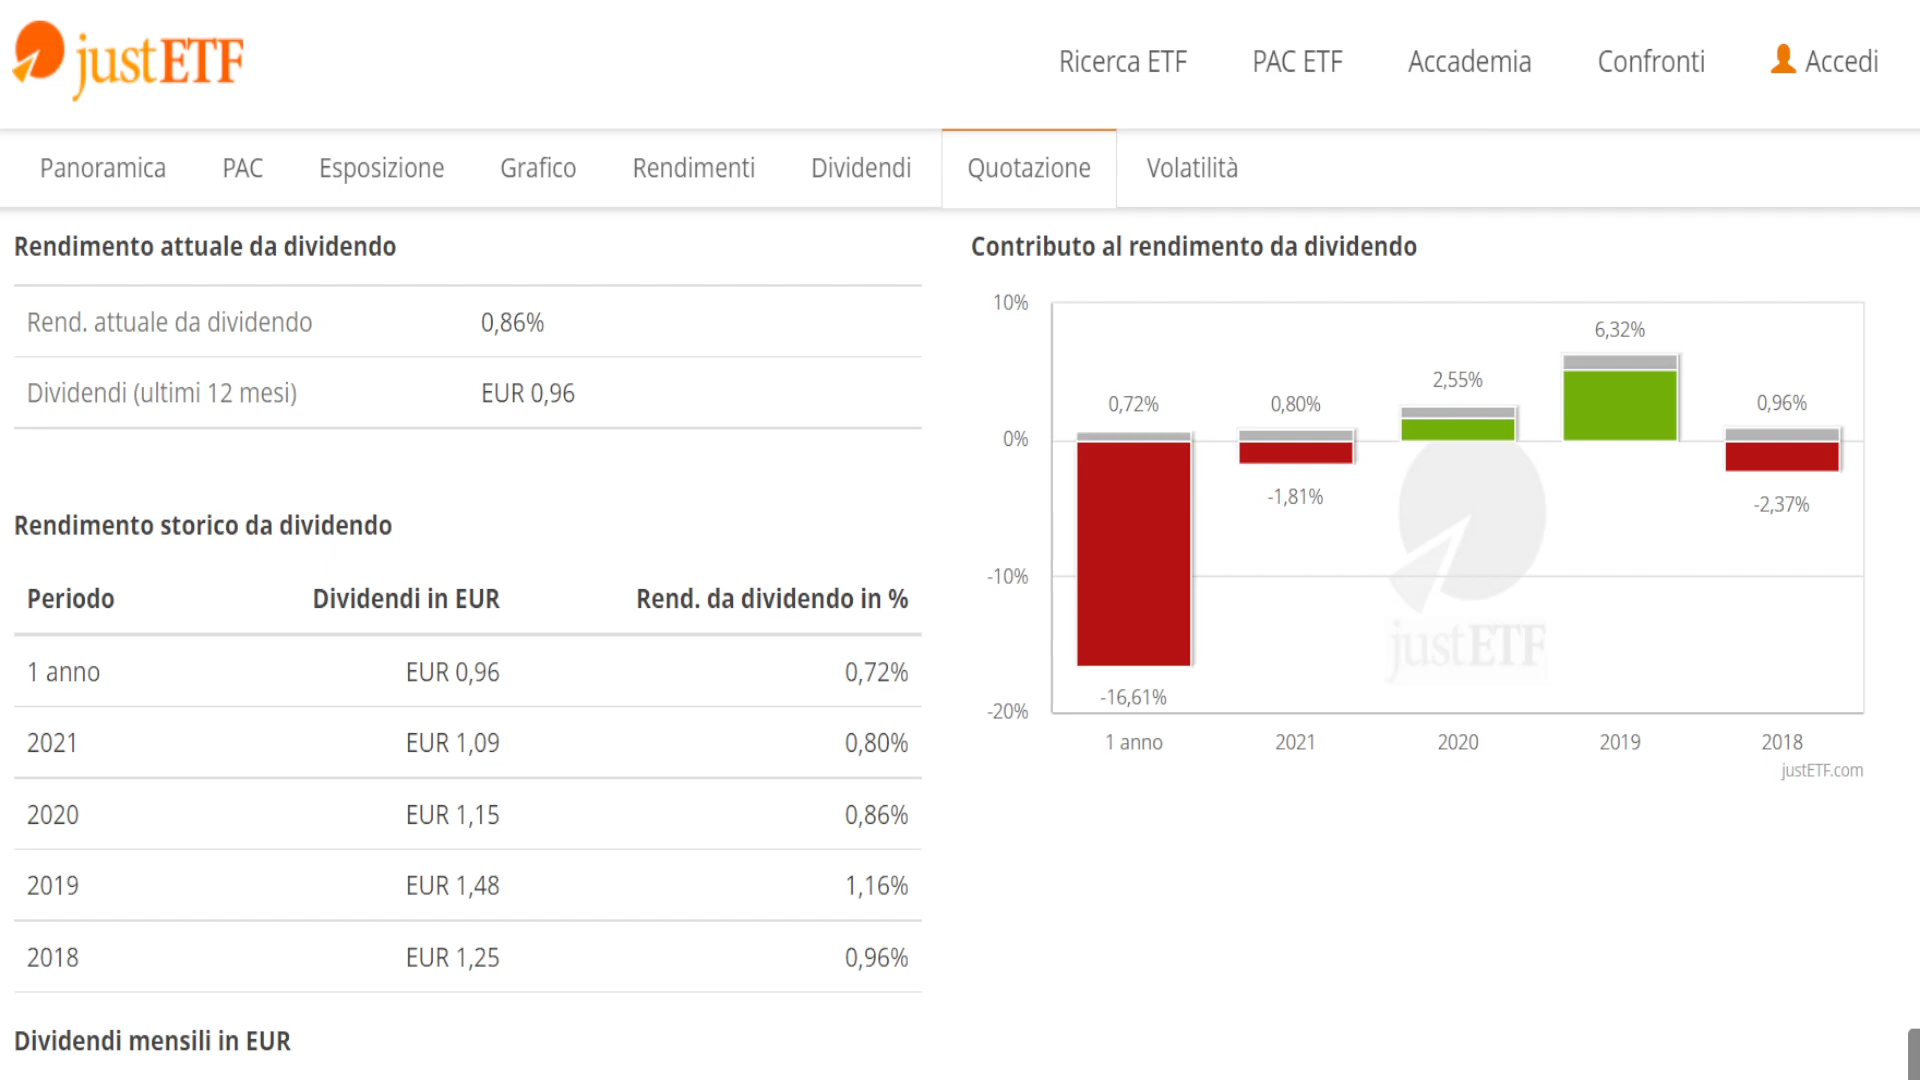 justETF
Ricerca ETF PAC ETF Accademia Confronti Accedi
Panoramica PAC Esposizione Grafico Rendimenti Dividendi Quotazione Volatilità
Rendimento attuale da dividendo
Rend. attuale da dividendo 0,86%
Dividendi (ultimi 12 mesi) EUR 0,96
Rendimento storico da dividendo
Periodo Dividendi in EUR Rend. da dividendo in %
1 anno EUR 0,96 0,72%
2021 EUR 1,09 0,80%
2020 EUR 1,15 0,86%
2019 EUR 1,48 1,16%
2018 EUR 1,25 0,96%
Dividendi mensili in EUR
Contributo al rendimento da dividendo
10%
6,32%
2,55%
0,72% 0,80% 0,96%
0%
-1,81% -2,37%
-10%
justETF
-16,61%
-20%
1 anno 2021 2020 2019 2018
justETF.com